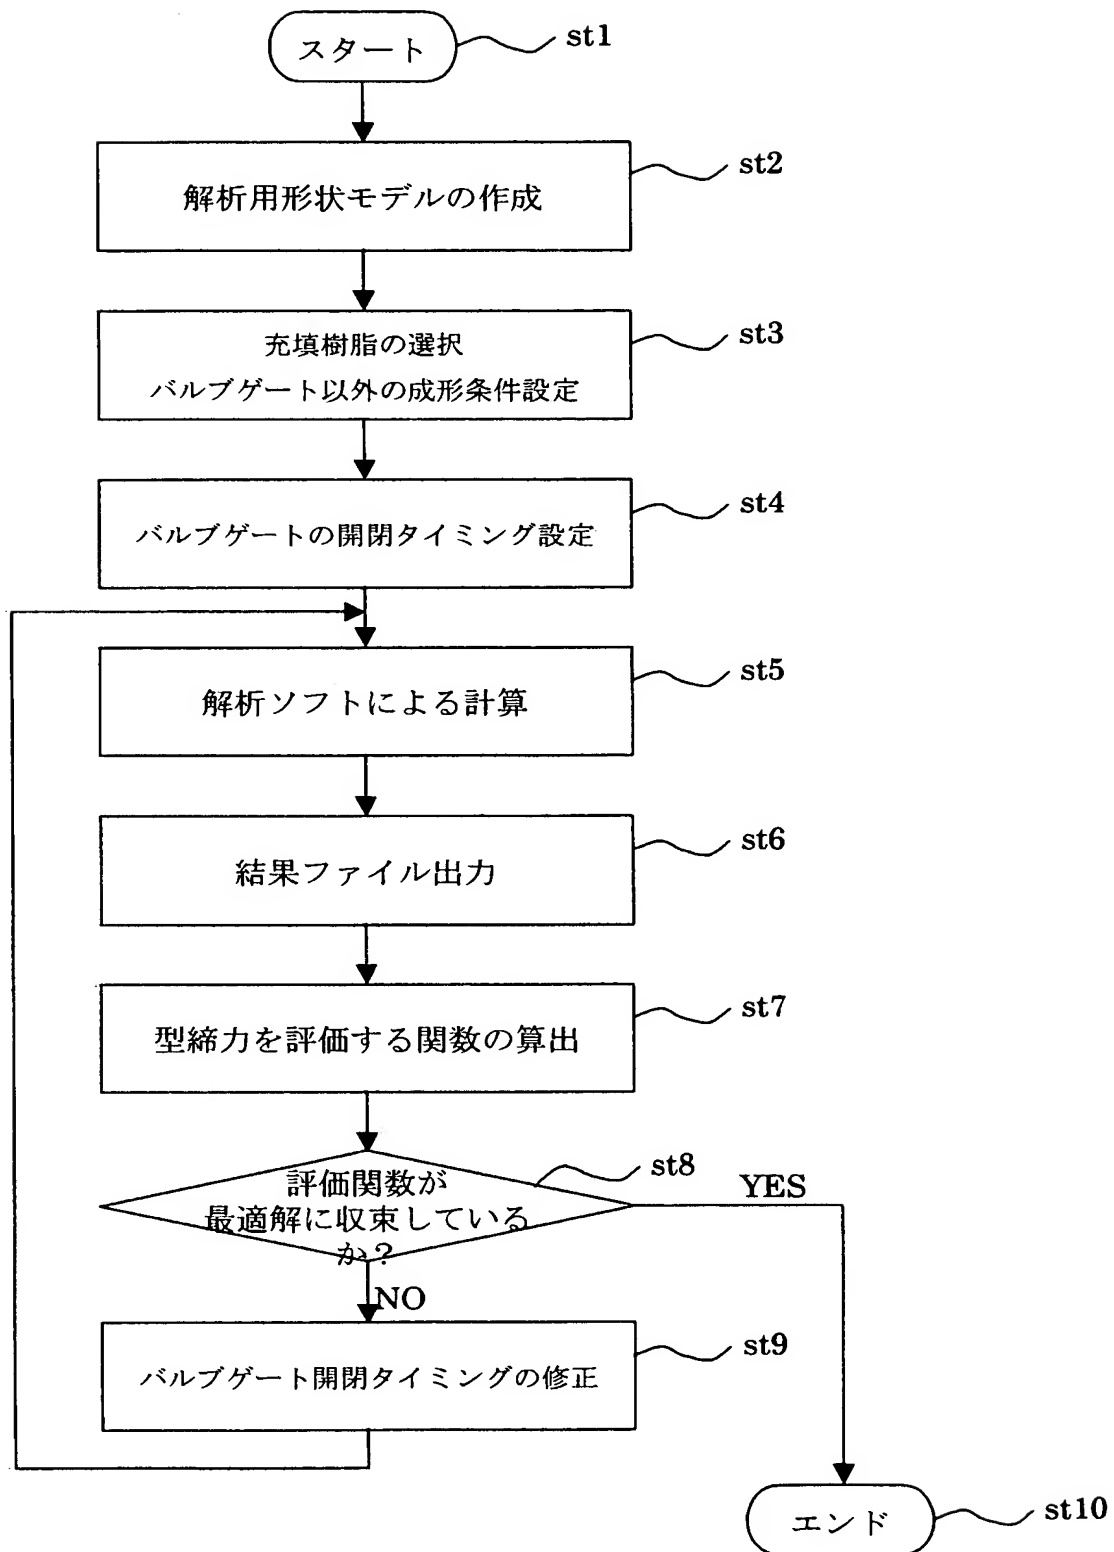 スタート
st1
解析用形状モデルの作成
st2
充填樹脂の選択
バルブゲート以外の成形条件設定
st3
バルブゲートの開閉タイミング設定
st4
解析ソフトによる計算
st5
結果ファイル出力
st6
型締力を評価する関数の算出
st7
評価関数が
最適解に収束している
か?
st8
YES
NO
バルブゲート開閉タイミングの修正
st9
エンド
st10